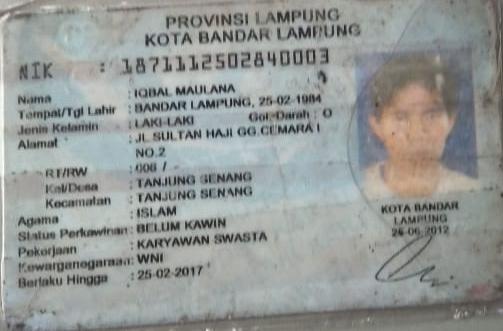 PROVINSI LAMPUNG
KOTA BANDAR LAMPUNG
NIK : 1871112502840003
Nama : IQBAL MAULANA
Tempat/Tgl Lahir : BANDAR LAMPUNG, 25-02-1984
Jenis Kelamin : LAKI-LAKI Gol-Darah : O
Alamat : JL SULTAN HAJI GG CEMARA I
NO.2
RT/RW : 006 / -
Kel/Desa : TANJUNG SENANG
Kecamatan : TANJUNG SENANG
Agama : ISLAM
Status Perkawinan : BELUM KAWIN
Pekerjaan : KARYAWAN SWASTA
Kewarganegaraan : WNI
Berlaku Hingga : 25-02-2017
KOTA BANDAR
LAMPUNG
26-06-2012